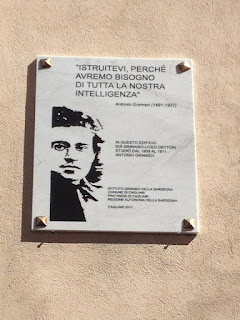 "ISTRUITEVI, PERCHÉ
AVREMO BISOGNO
DI TUTTA LA NOSTRA
INTELLIGENZA"
Antonio Gramsci (1891-1937)
IN QUESTO EDIFICIO
GIÀ GINNASIO-LICEO DETTORI
STUDIÒ DAL 1908 AL 1911
ANTONIO GRAMSCI
ISTITUTO GRAMSCI DELLA SARDEGNA
COMUNE DI CAGLIARI
PROVINCIA DI CAGLIARI
REGIONE AUTONOMA DELLA SARDEGNA
CAGLIARI 2011